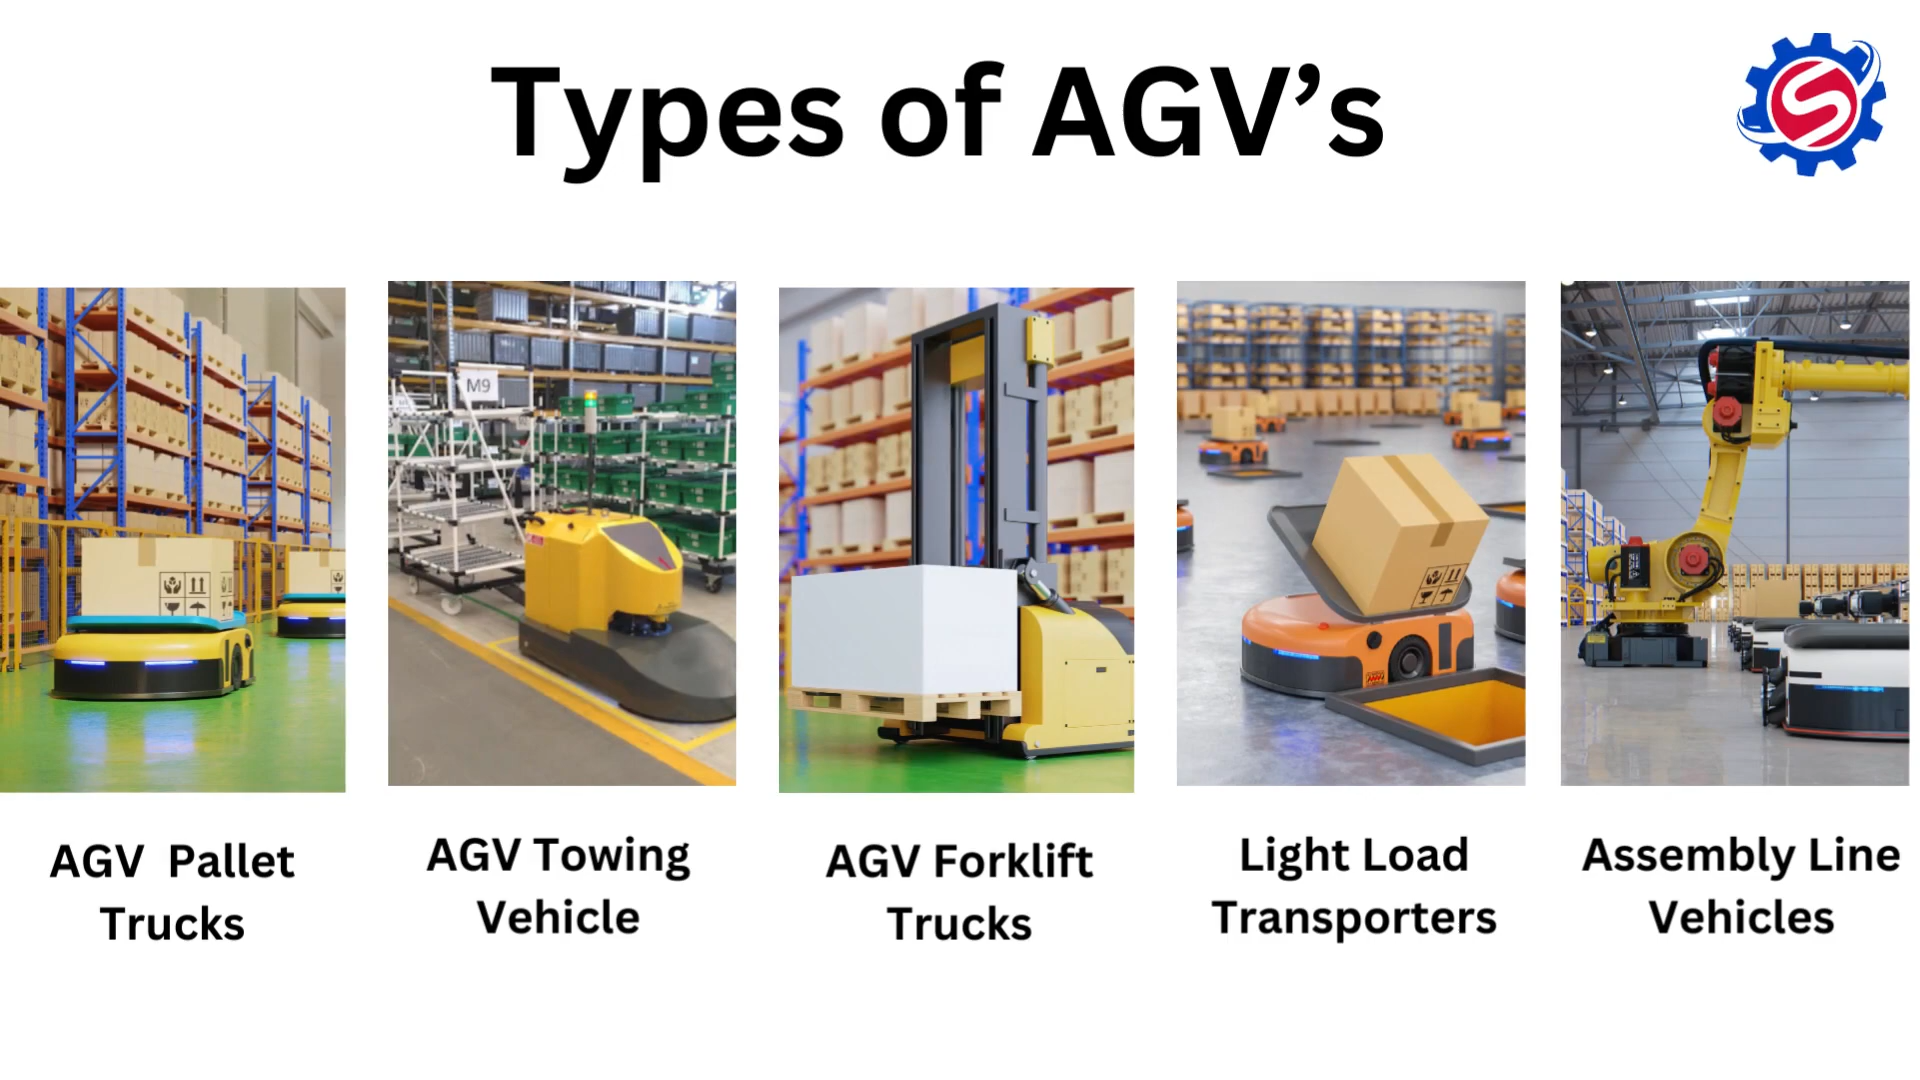 Types of AGV’s
S
M9
AGV Pallet
Trucks
AGV Towing
Vehicle
AGV Forklift
Trucks
Light Load
Transporters
Assembly Line
Vehicles